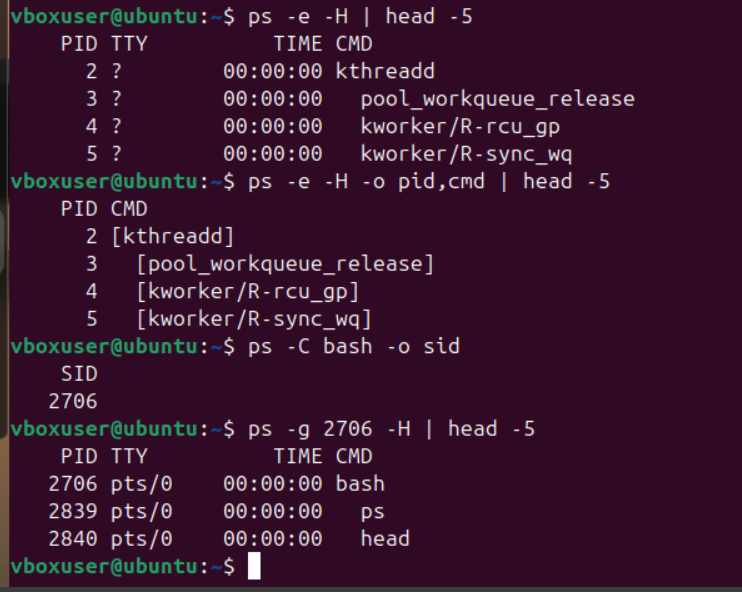 vboxuser@ubuntu:~$ ps -e -H | head -5
    PID TTY          TIME CMD
      2 ?        00:00:00 kthreadd
      3 ?        00:00:00   pool_workqueue_release
      4 ?        00:00:00   kworker/R-rcu_gp
      5 ?        00:00:00   kworker/R-sync_wq
vboxuser@ubuntu:~$ ps -e -H -o pid,cmd | head -5
    PID CMD
      2 [kthreadd]
      3   [pool_workqueue_release]
      4   [kworker/R-rcu_gp]
      5   [kworker/R-sync_wq]
vboxuser@ubuntu:~$ ps -C bash -o sid
    SID
   2706
vboxuser@ubuntu:~$ ps -g 2706 -H | head -5
    PID TTY          TIME CMD
   2706 pts/0    00:00:00 bash
   2839 pts/0    00:00:00   ps
   2840 pts/0    00:00:00   head
vboxuser@ubuntu:~$